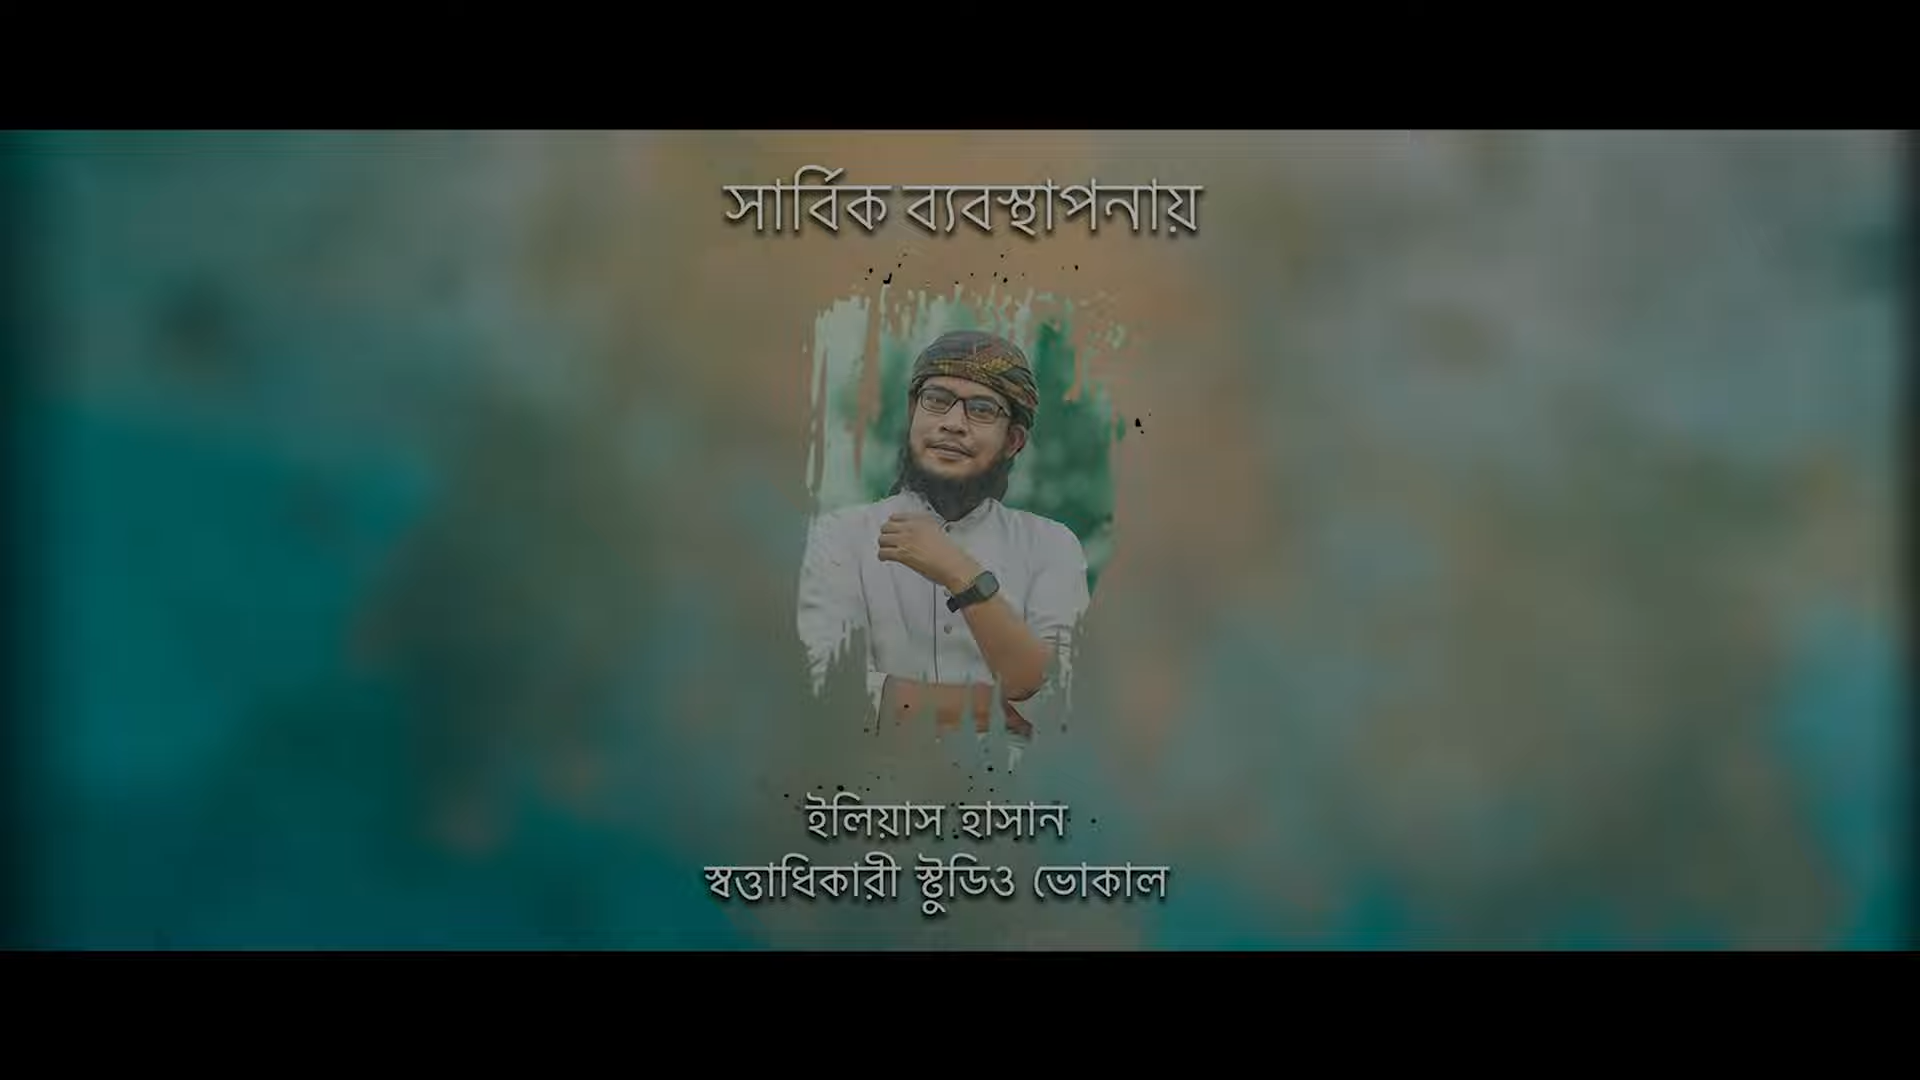 সার্বিক ব্যবস্থাপনায়
ইলিয়াস হাসান
স্বত্তাধিকারী স্টুডিও ভোকাল